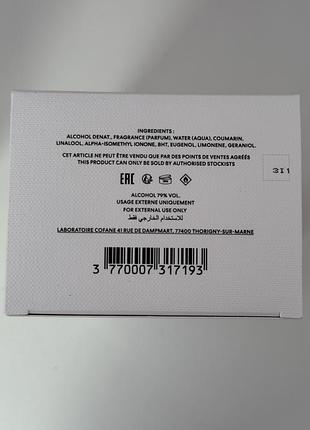 INGREDIENTS :
ALCOHOL DENAT., FRAGRANCE (PARFUM), WATER (AQUA), COUMARIN,
LINALOOL, ALPHA-ISOMETHYL IONONE, BHT, EUGENOL, LIMONENE, GERANIOL.
CET ARTICLE NE PEUT ÊTRE VENDU QUE PAR DES POINTS DE VENTES AGRÉÉS
THIS PRODUCT CAN ONLY BE SOLD BY AUTHORISED STOCKISTS
3I1
EAC
ALCOHOL 79% VOL.
USAGE EXTERNE UNIQUEMENT
FOR EXTERNAL USE ONLY
للاستخدام الخارجي فقط
LABORATOIRE COFANE 41 RUE DE DAMPMART, 77400 THORIGNY-SUR-MARNE
3 770007 317193